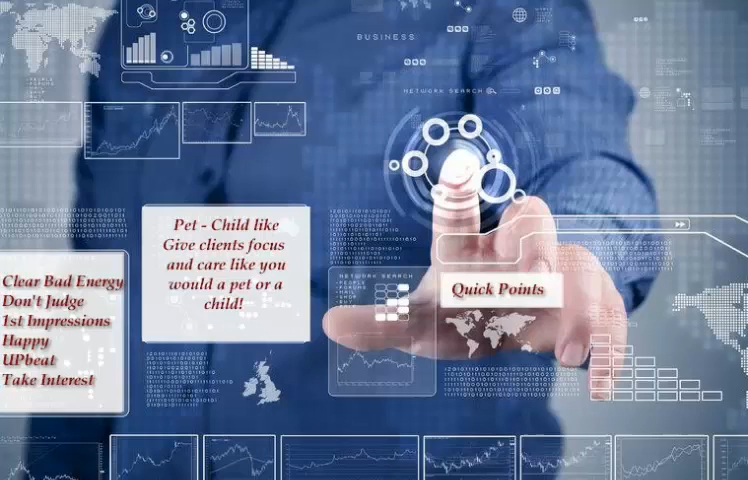 BUSINESS
NETWORK SEARCH
Pet - Child like
Give clients focus
and care like you
would a pet or a
child!
Clear Bad Energy
Don't Judge
1st Impressions
Happy
UPbeat
Take Interest
NETWORK SEARCH
Quick Points